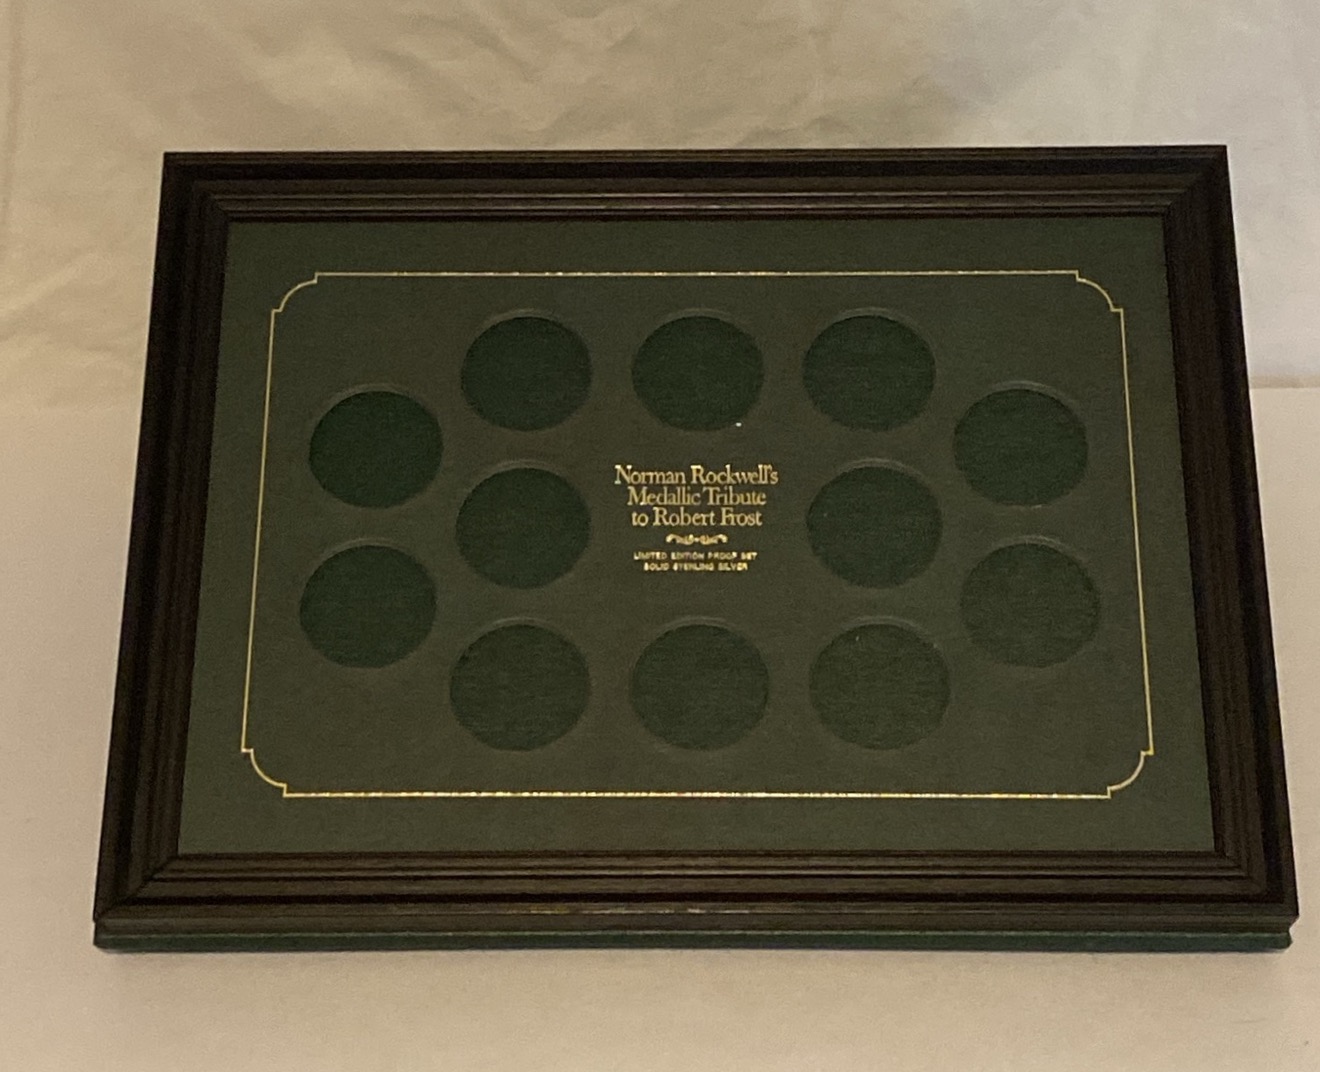 Norman Rockwell's
Medallic Tribute
to Robert Frost
LIMITED EDITION PROOF SET
SOLID STERLING SILVER